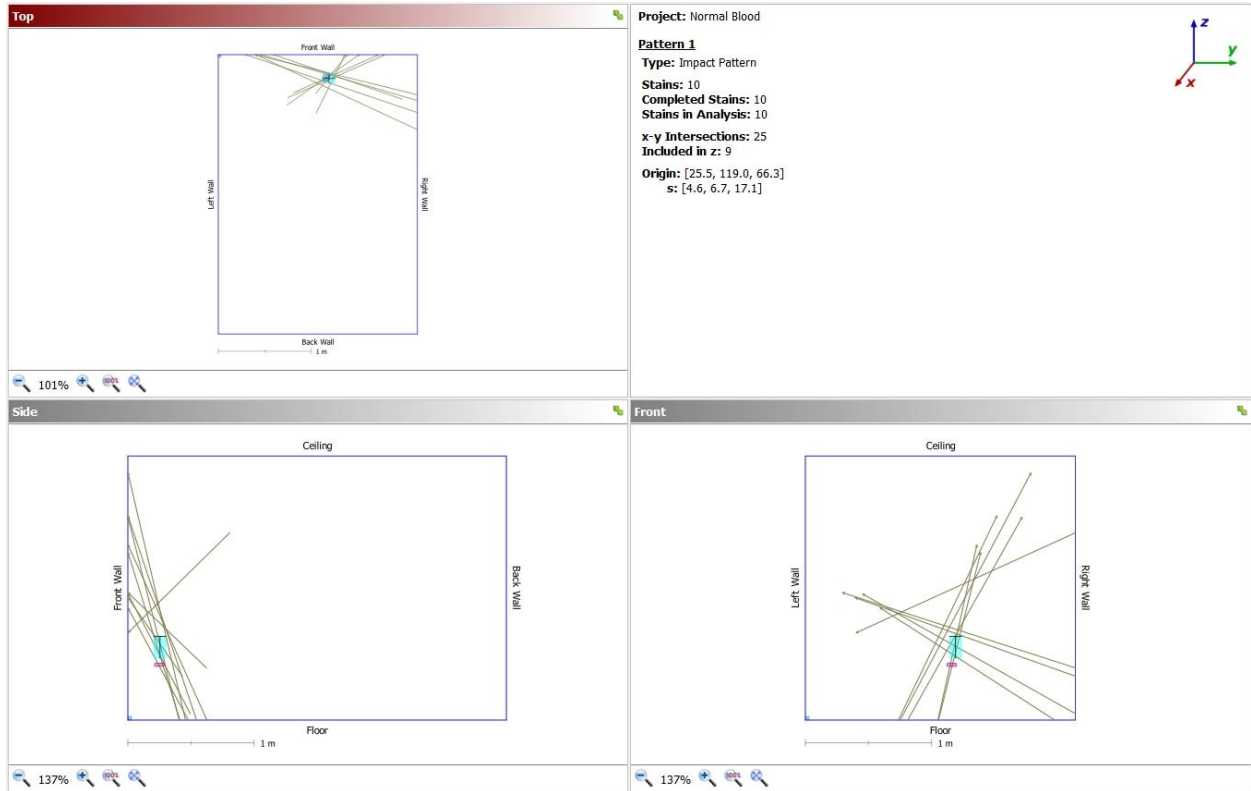 Top
Front Wall
Left Wall
Right Wall
Back Wall
1 m
101%
100%
Project: Normal Blood
Pattern 1
Type: Impact Pattern
Stains: 10
Completed Stains: 10
Stains in Analysis: 10
x-y Intersections: 25
Included in z: 9
Origin: [25.5, 119.0, 66.3]
s: [4.6, 6.7, 17.1]
z
y
x
Side
Ceiling
Front Wall
Back Wall
Floor
1 m
137%
100%
Front
Ceiling
Left Wall
Right Wall
Floor
1 m
137%
100%